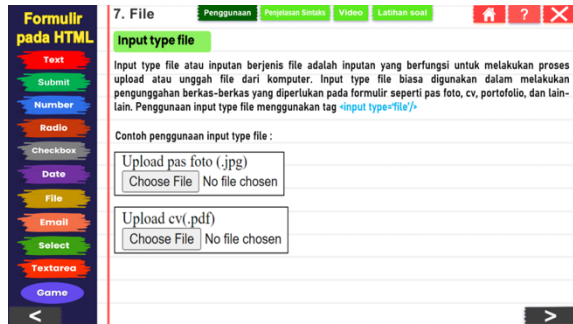 Formulir
pada HTML
Text
Submit
Number
Radio
Checkbox
Date
File
Email
Select
Textarea
Game
<
7. File
Penggunaan
Penjelasan Sintaks
Video
Latihan soal
?
Input type file
Input type file atau inputan berjenis file adalah inputan yang berfungsi untuk melakukan proses
upload atau unggah file dari komputer. Input type file biasa digunakan dalam melakukan
pengunggahan berkas-berkas yang diperlukan pada formulir seperti pas foto, cv, portofolio, dan lain-
lain. Penggunaan input type file menggunakan tag <input type='file'/>
Contoh penggunaan input type file :
Upload pas foto (.jpg)
Choose File No file chosen
Upload cv(.pdf)
Choose File No file chosen
>